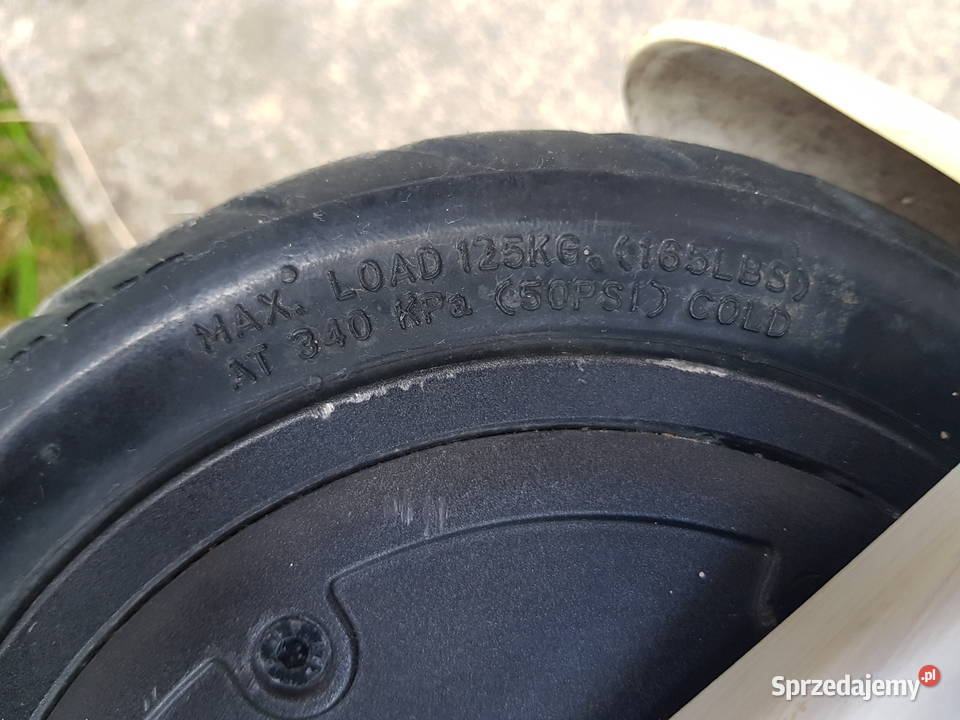 MAX. LOAD 125KG. (165LBS)
AT 340 KPa (50PSI) COLD
Sprzedajemy.pl